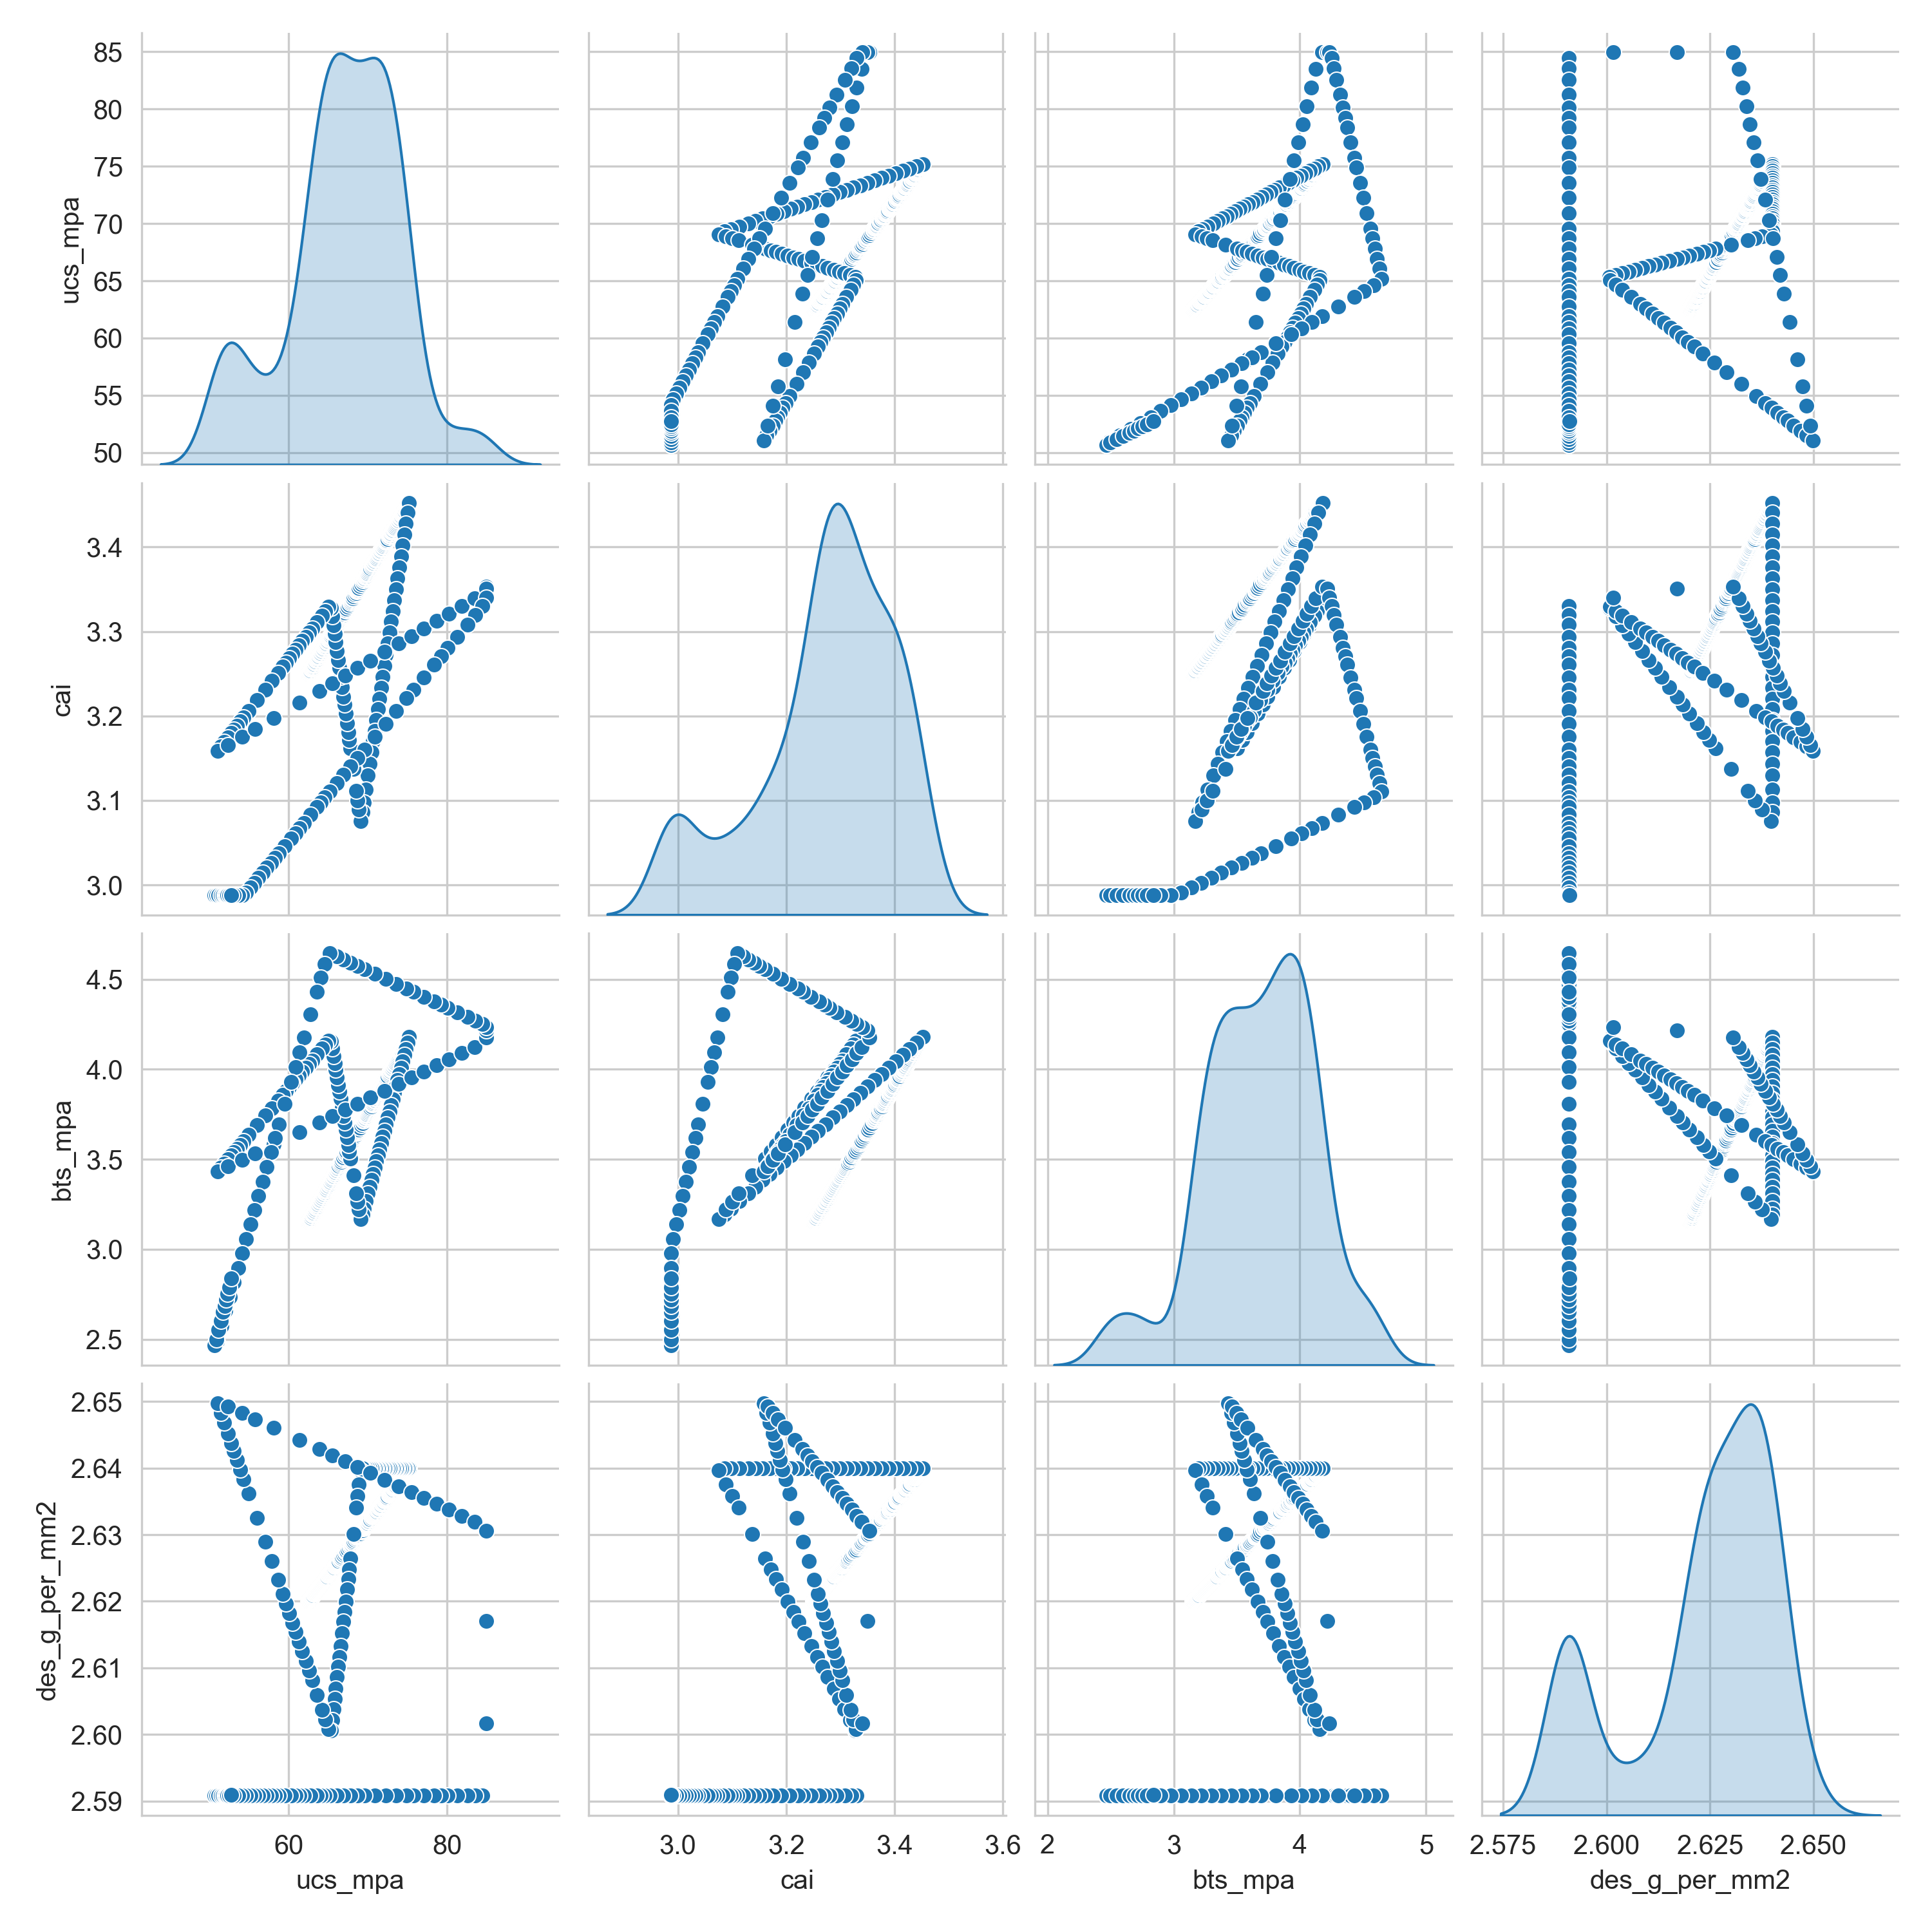 85
80
75
70
65
60
55
50
ucs_mpa
3.4
3.3
3.2
3.1
3.0
cai
4.5
4.0
3.5
3.0
2.5
bts_mpa
2.65
2.64
2.63
2.62
2.61
2.60
2.59
des_g_per_mm2
60 80
ucs_mpa
3.0 3.2 3.4 3.6
cai
2 3 4 5
bts_mpa
2.575 2.600 2.625 2.650
des_g_per_mm2